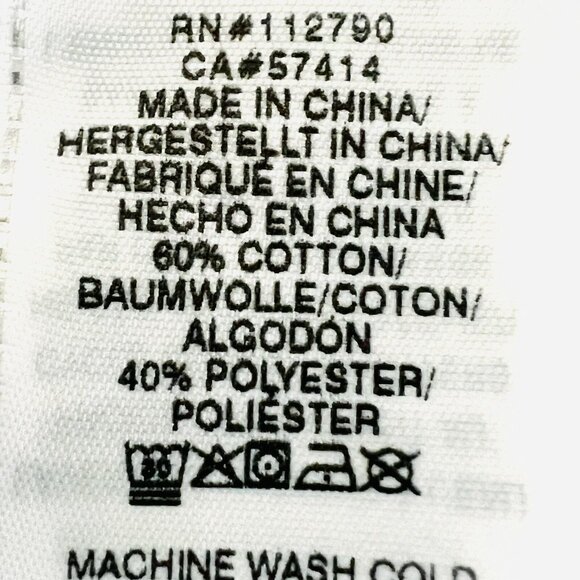 RN#112790
CA#57414
MADE IN CHINA/
HERGESTELLT IN CHINA/
FABRIQUÉ EN CHINE/
HECHO EN CHINA
60% COTTON/
BAUMWOLLE/COTON/
ALGODÓN
40% POLYESTER/
POLIÉSTER
30
MACHINE WASH COLD